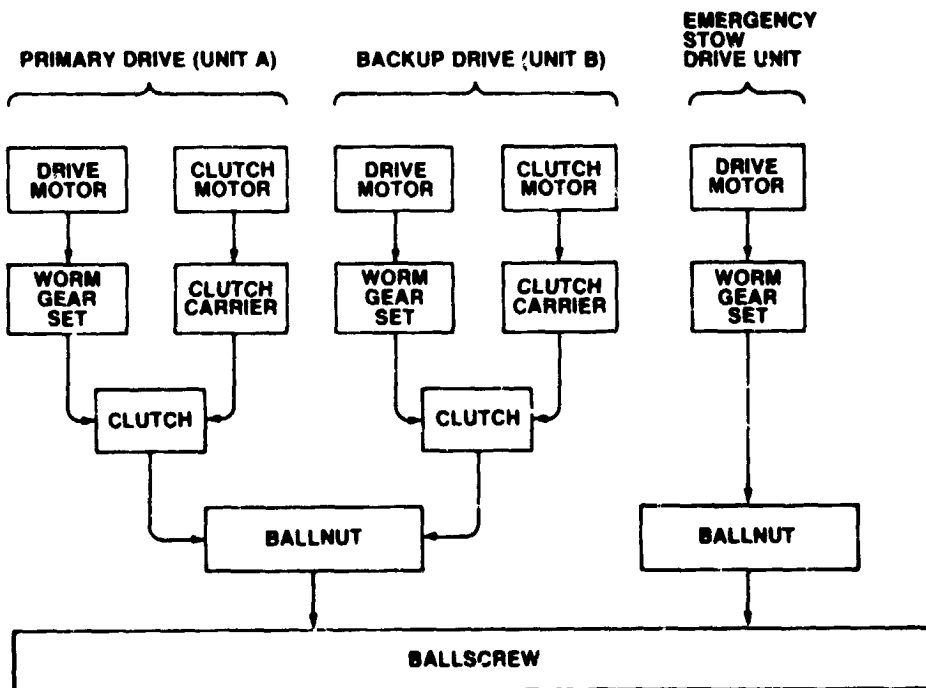 EMERGENCY
STOW
DRIVE UNIT
PRIMARY DRIVE (UNIT A)
BACKUP DRIVE (UNIT B)
DRIVE
MOTOR
CLUTCH
MOTOR
DRIVE
MOTOR
CLUTCH
MOTOR
DRIVE
MOTOR
WORM
GEAR
SET
CLUTCH
CARRIER
WORM
GEAR
SET
CLUTCH
CARRIER
WORM
GEAR
SET
CLUTCH
CLUTCH
BALLNUT
BALLNUT
BALLSCREW